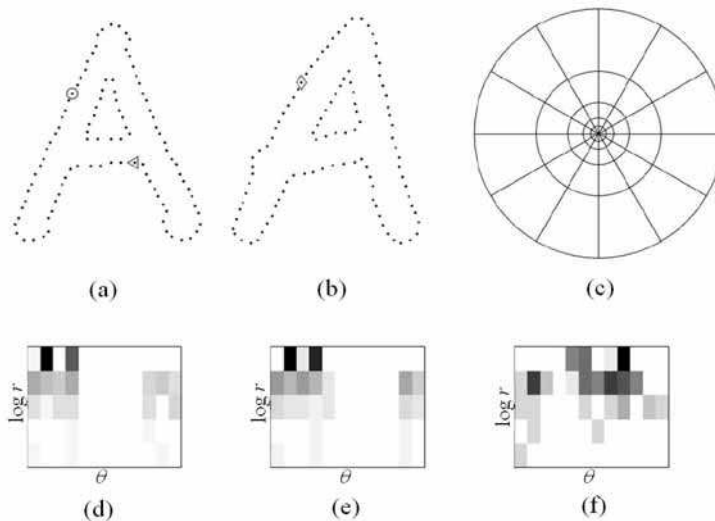 (a) (b) (c)
log r log r log r
θ θ θ
(d) (e) (f)